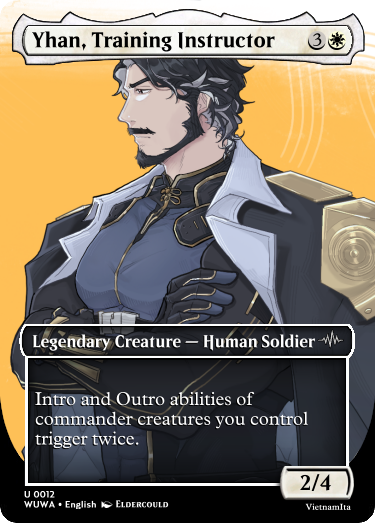 Yhan, Training Instructor 3
Legendary Creature — Human Soldier
Intro and Outro abilities of
commander creatures you control
trigger twice.
2/4
U 0012
WUWA • English Eldercould
VietnamIta